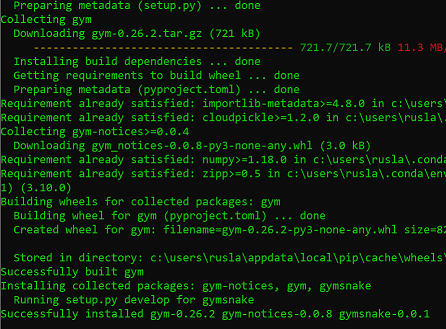 Preparing metadata (setup.py) ... done
Collecting gym
Downloading gym-0.26.2.tar.gz (721 kB)
---------------------------------------- 721.7/721.7 kB 11.3 MB/
Installing build dependencies ... done
Getting requirements to build wheel ... done
Preparing metadata (pyproject.toml) ... done
Requirement already satisfied: importlib-metadata>=4.8.0 in c:\users
Requirement already satisfied: cloudpickle>=1.2.0 in c:\users\rusla\
Collecting gym-notices>=0.0.4
Downloading gym_notices-0.0.8-py3-none-any.whl (3.0 kB)
Requirement already satisfied: numpy>=1.18.0 in c:\users\rusla\.cond
Requirement already satisfied: zipp>=0.5 in c:\users\rusla\.conda\env
1) (3.10.0)
Building wheels for collected packages: gym
Building wheel for gym (pyproject.toml) ... done
Created wheel for gym: filename=gym-0.26.2-py3-none-any.whl size=82
Stored in directory: c:\users\rusla\appdata\local\pip\cache\wheels\
Successfully built gym
Installing collected packages: gym-notices, gym, gymsnake
Running setup.py develop for gymsnake
Successfully installed gym-0.26.2 gym-notices-0.0.8 gymsnake-0.0.1